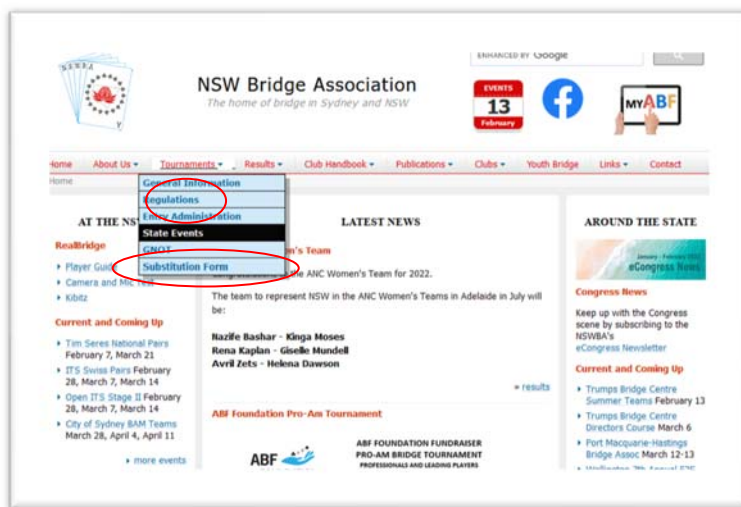 NSWBA
NSW Bridge Association
The home of bridge in Sydney and NSW
ENHANCED BY Google
EVENTS
13
February
MYABF
Home About Us Tournaments Results Club Handbook Publications Clubs Youth Bridge Links Contact
Home
General Information
Regulations
Entry Administration
State Events
GNOT
Substitution Form
AT THE NS
RealBridge
Player Guide
Camera and Mic Test
Kibitz
Current and Coming Up
Tim Seres National Pairs
February 7, March 21
ITS Swiss Pairs February
28, March 7, March 14
Open ITS Stage II February
28, March 7, March 14
City of Sydney BAM Teams
March 28, April 4, April 11
more events
LATEST NEWS
n's Team
the ANC Women's Team for 2022.
The team to represent NSW in the ANC Women's Teams in Adelaide in July will
be:
Nazife Bashar - Kinga Moses
Rena Kaplan - Giselle Mundell
Avril Zets - Helena Dawson
» results
ABF Foundation Pro-Am Tournament
ABF
ABF FOUNDATION FUNDRAISER
PRO-AM BRIDGE TOURNAMENT
PROFESSIONALS AND LEADING PLAYERS
AROUND THE STATE
January - February 2022
eCongress News
Congress News
Keep up with the Congress
scene by subscribing to the
NSWBA's
eCongress Newsletter
Current and Coming Up
Trumps Bridge Centre
Summer Teams February 13
Trumps Bridge Centre
Directors Course March 6
Port Macquarie-Hastings
Bridge Assoc March 12-13